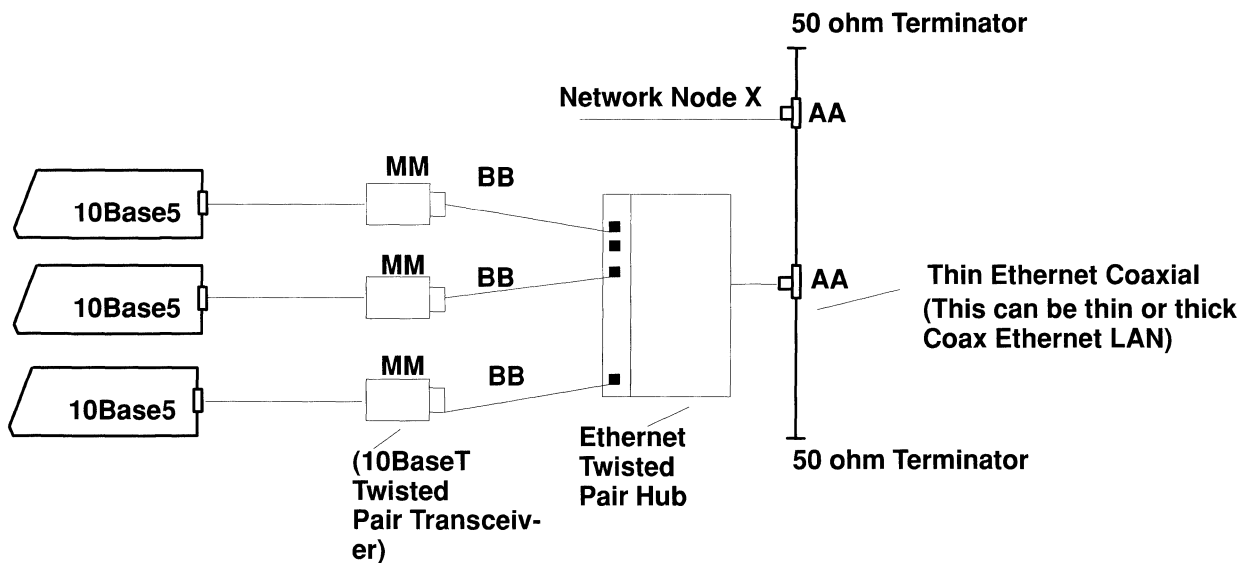 50 ohm Terminator
Network Node X
AA
MM
BB
10Base5
MM
BB
10Base5
AA
Thin Ethernet Coaxial
(This can be thin or thick
Coax Ethernet LAN)
MM
BB
10Base5
(10BaseT
Twisted
Pair Transceiv-
er)
Ethernet
Twisted
Pair Hub
50 ohm Terminator